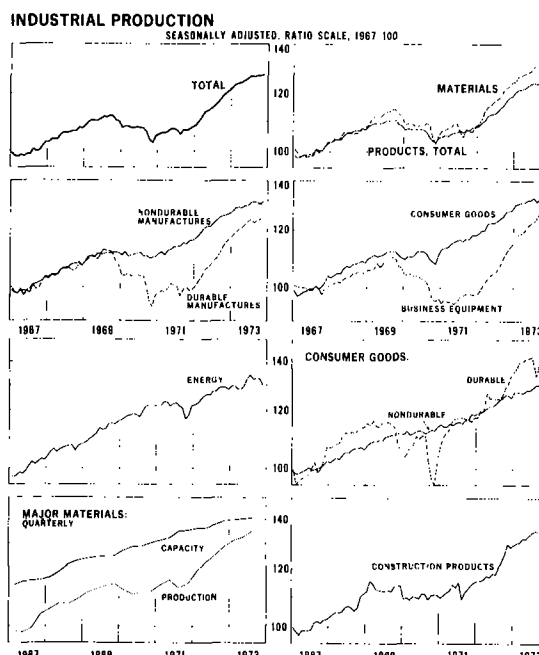 INDUSTRIAL PRODUCTION
SEASONALLY ADJUSTED, RATIO SCALE, 1967 100
140
TOTAL
120
100
MATERIALS
PRODUCTS, TOTAL
140
NONDURABLE
MANUFACTURES
120
100
DURABLE
MANUFACTURES
CONSUMER GOODS
BUSINESS EQUIPMENT
1967 1969 1971 1973
1967 1969 1971 1973
140
ENERGY
120
100
CONSUMER GOODS:
DURABLE
NONDURABLE
MAJOR MATERIALS:
QUARTERLY
140
CAPACITY
120
PRODUCTION
100
CONSTRUCTION PRODUCTS
1967 1969 1971 1973
1967 1969 1971 1973